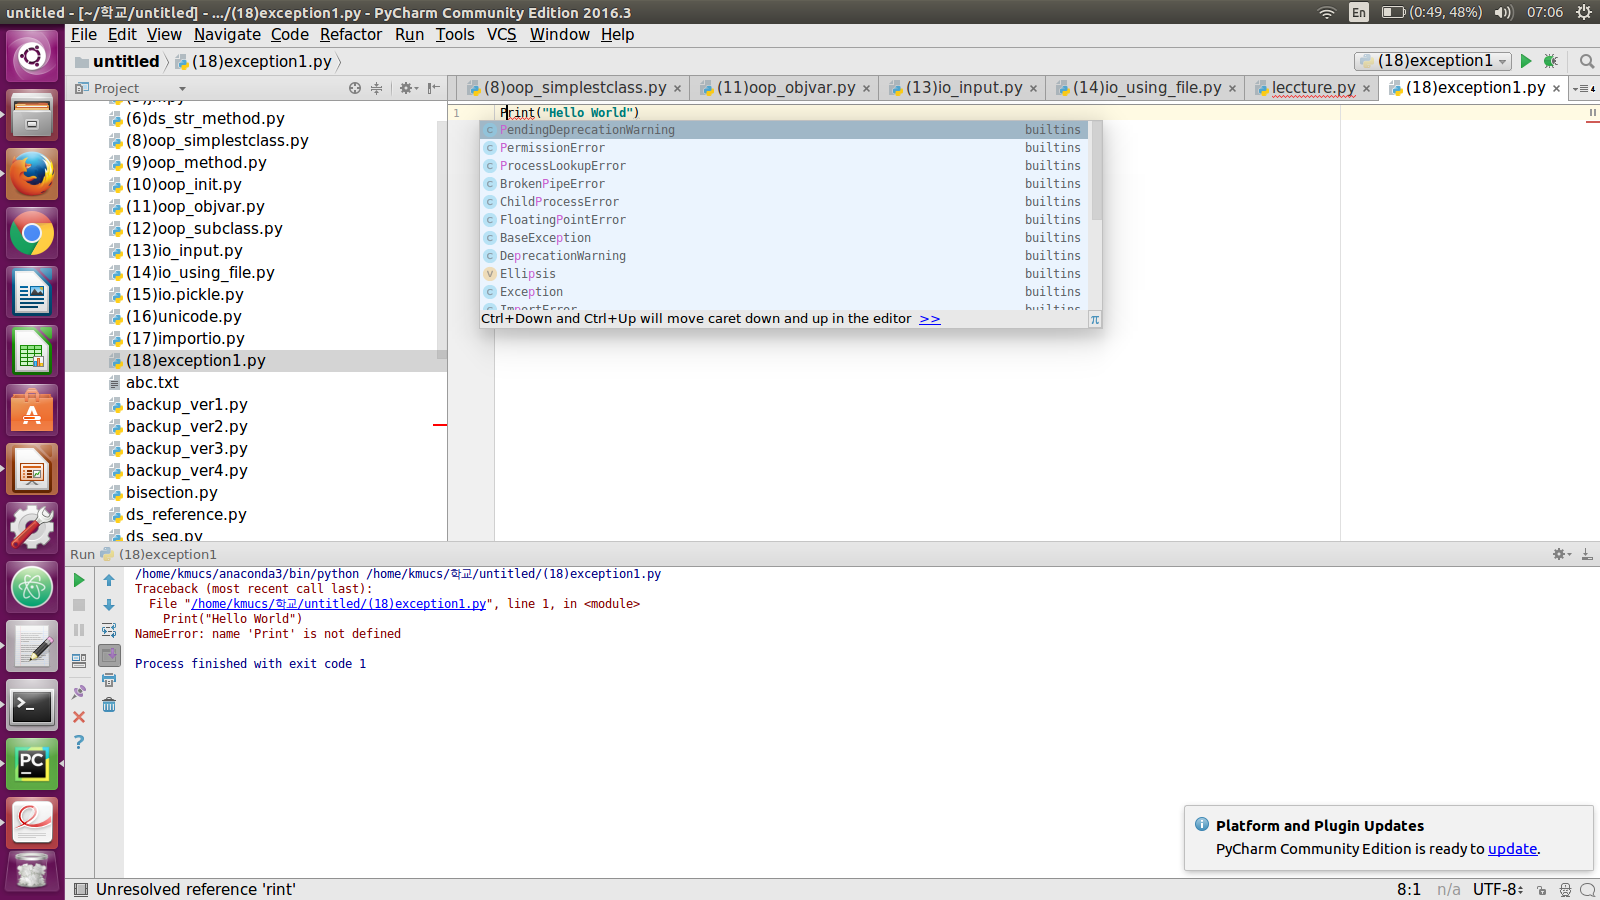 untitled - [~/학교/untitled] - .../(18)exception1.py - PyCharm Community Edition 2016.3
En (0:49, 48%) 07:06
File Edit View Navigate Code Refactor Run Tools VCS Window Help
untitled (18)exception1.py
(18)exception1
Project
(8)oop_simplestclass.py (11)oop_objvar.py (13)io_input.py (14)io_using_file.py leccture.py (18)exception1.py
4
(6)ds_str_method.py
(8)oop_simplestclass.py
(9)oop_method.py
(10)oop_init.py
(11)oop_objvar.py
(12)oop_subclass.py
(13)io_input.py
(14)io_using_file.py
(15)io.pickle.py
(16)unicode.py
(17)importio.py
(18)exception1.py
abc.txt
backup_ver1.py
backup_ver2.py
backup_ver3.py
backup_ver4.py
bisection.py
ds_reference.py
ds_seq.py
1 Print("Hello World")
PendingDeprecationWarning builtins
PermissionError builtins
ProcessLookupError builtins
BrokenPipeError builtins
ChildProcessError builtins
FloatingPointError builtins
BaseException builtins
DeprecationWarning builtins
Ellipsis builtins
Exception builtins
ImportError builtins
Ctrl+Down and Ctrl+Up will move caret down and up in the editor >>
π
Run (18)exception1
/home/kmucs/anaconda3/bin/python /home/kmucs/학교/untitled/(18)exception1.py
Traceback (most recent call last):
File "/home/kmucs/학교/untitled/(18)exception1.py", line 1, in <module>
Print("Hello World")
NameError: name 'Print' is not defined
Process finished with exit code 1
Platform and Plugin Updates
PyCharm Community Edition is ready to update.
Unresolved reference 'rint'
8:1 n/a UTF-8